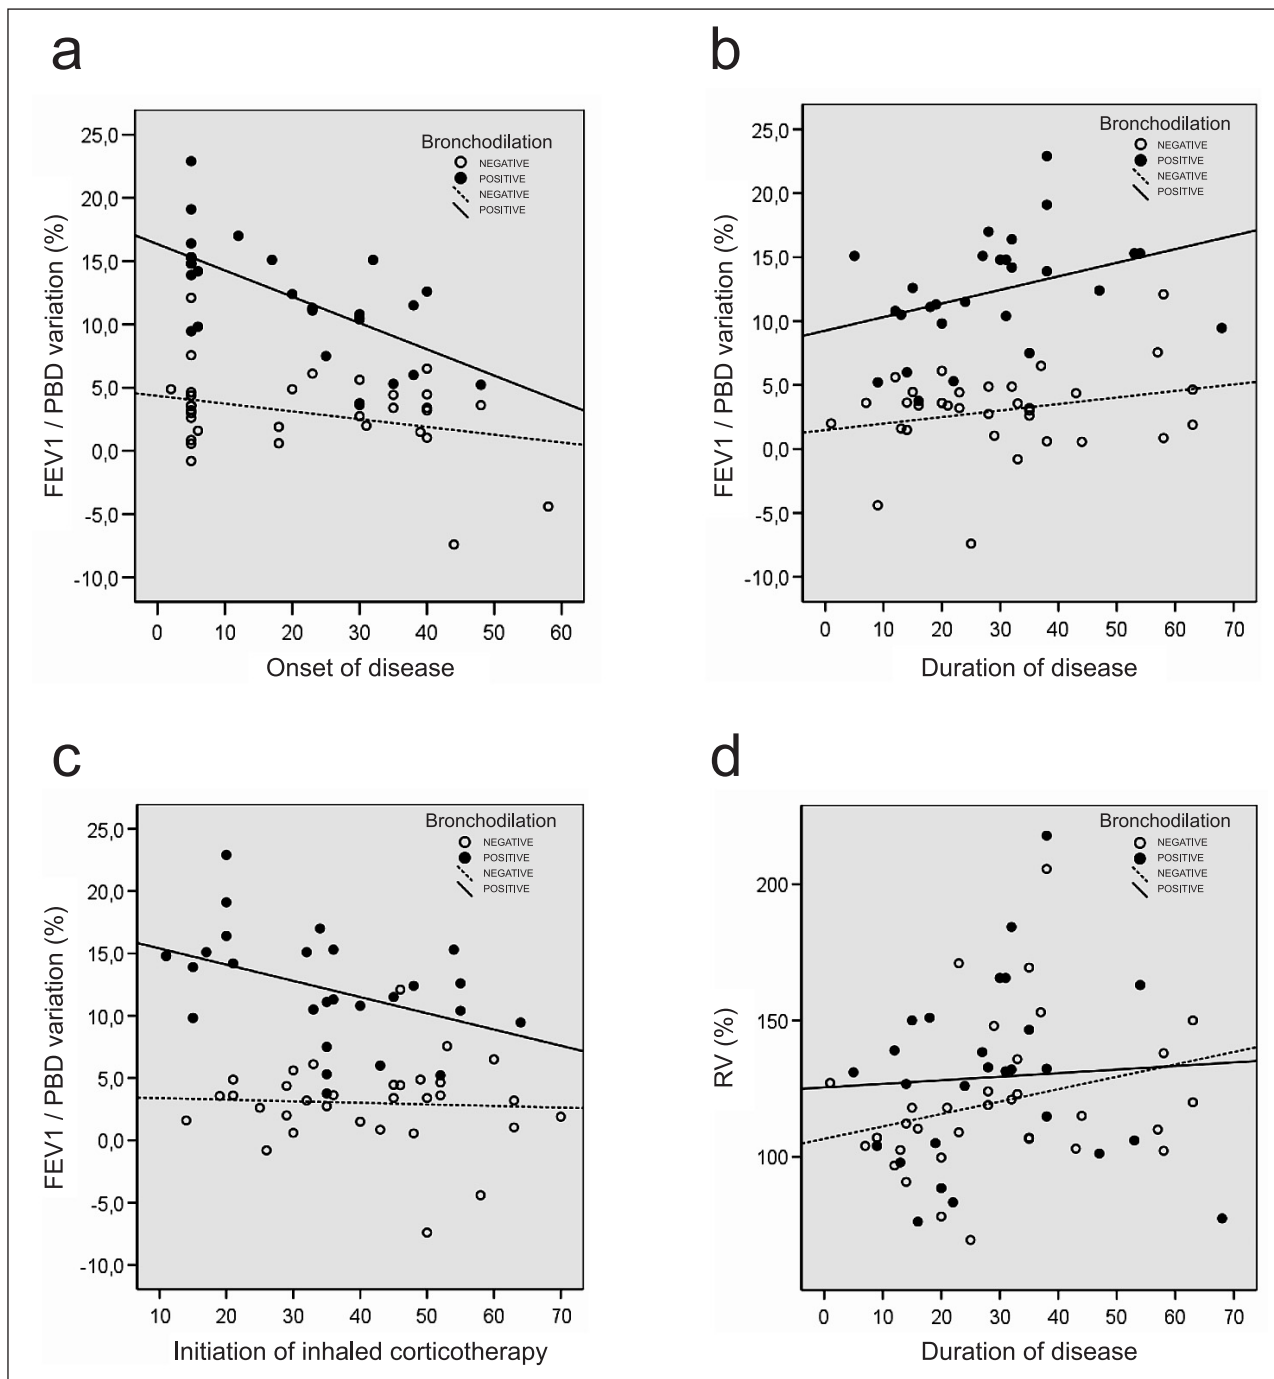 a
Bronchodilation
NEGATIVE
POSITIVE
NEGATIVE
POSITIVE
FEV1 / PBD variation (%)
25,0
20,0
15,0
10,0
5,0
0,0
-5,0
-10,0
0 10 20 30 40 50 60
Onset of disease
b
Bronchodilation
NEGATIVE
POSITIVE
NEGATIVE
POSITIVE
FEV1 / PBD variation (%)
25,0
20,0
15,0
10,0
5,0
0,0
-5,0
-10,0
0 10 20 30 40 50 60 70
Duration of disease
c
Bronchodilation
NEGATIVE
POSITIVE
NEGATIVE
POSITIVE
FEV1 / PBD variation (%)
25,0
20,0
15,0
10,0
5,0
0,0
-5,0
-10,0
10 20 30 40 50 60 70
Initiation of inhaled corticotherapy
d
Bronchodilation
NEGATIVE
POSITIVE
NEGATIVE
POSITIVE
RV (%)
200
150
100
0 10 20 30 40 50 60 70
Duration of disease